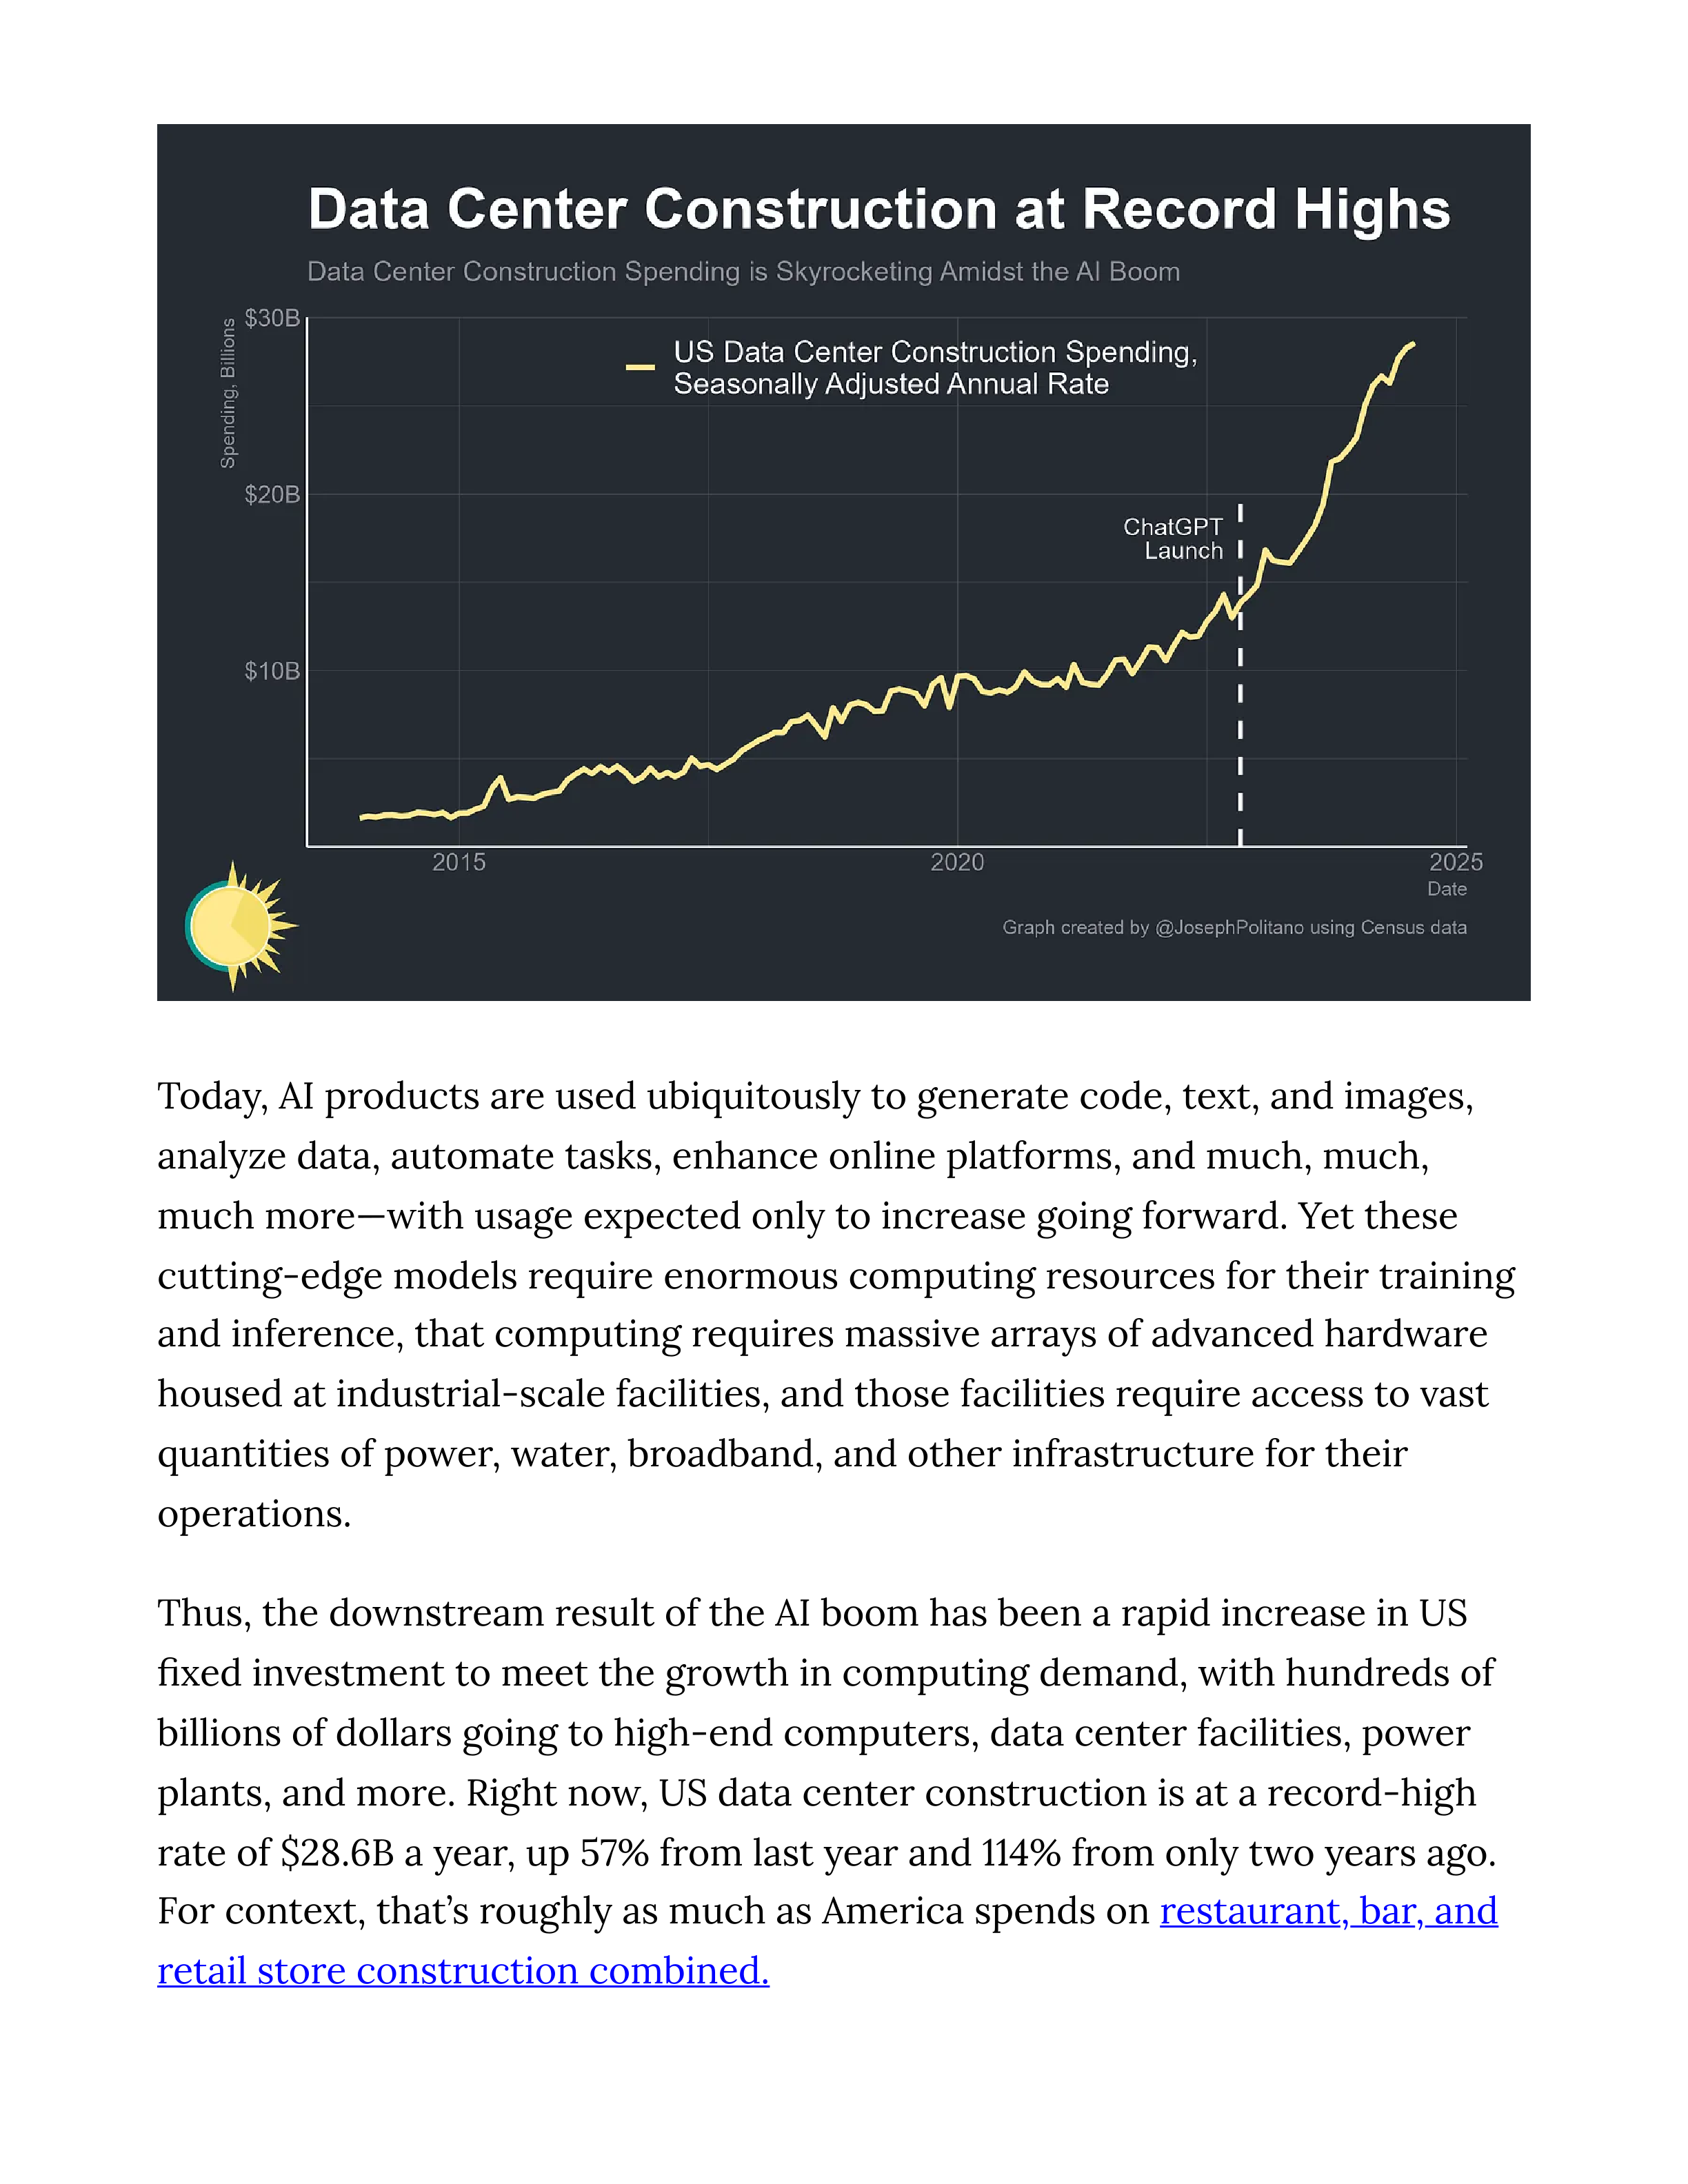 Data Center Construction at Record Highs
Data Center Construction Spending is Skyrocketing Amidst the AI Boom
Spending, Billions
$30B
$20B
$10B
US Data Center Construction Spending,
Seasonally Adjusted Annual Rate
ChatGPT
Launch
2015
2020
2025
Date
Graph created by @JosephPolitano using Census data
Today, AI products are used ubiquitously to generate code, text, and images,
analyze data, automate tasks, enhance online platforms, and much, much,
much more—with usage expected only to increase going forward. Yet these
cutting-edge models require enormous computing resources for their training
and inference, that computing requires massive arrays of advanced hardware
housed at industrial-scale facilities, and those facilities require access to vast
quantities of power, water, broadband, and other infrastructure for their
operations.
Thus, the downstream result of the AI boom has been a rapid increase in US
fixed investment to meet the growth in computing demand, with hundreds of
billions of dollars going to high-end computers, data center facilities, power
plants, and more. Right now, US data center construction is at a record-high
rate of $28.6B a year, up 57% from last year and 114% from only two years ago.
For context, that’s roughly as much as America spends on restaurant, bar, and
retail store construction combined.